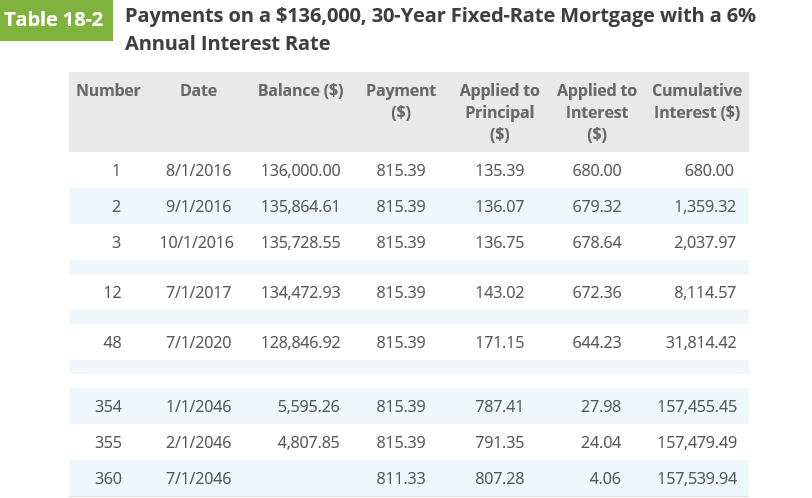 Table 18-2 Payments on a $136,000, 30-Year Fixed-Rate Mortgage with a 6%
Annual Interest Rate
Number Date Balance ($) Payment Applied to Applied to Cumulative
($) Principal Interest Interest ($)
($) ($)
1 8/1/2016 136,000.00 815.39 135.39 680.00 680.00
2 9/1/2016 135,864.61 815.39 136.07 679.32 1,359.32
3 10/1/2016 135,728.55 815.39 136.75 678.64 2,037.97
12 7/1/2017 134,472.93 815.39 143.02 672.36 8,114.57
48 7/1/2020 128,846.92 815.39 171.15 644.23 31,814.42
354 1/1/2046 5,595.26 815.39 787.41 27.98 157,455.45
355 2/1/2046 4,807.85 815.39 791.35 24.04 157,479.49
360 7/1/2046 811.33 807.28 4.06 157,539.94